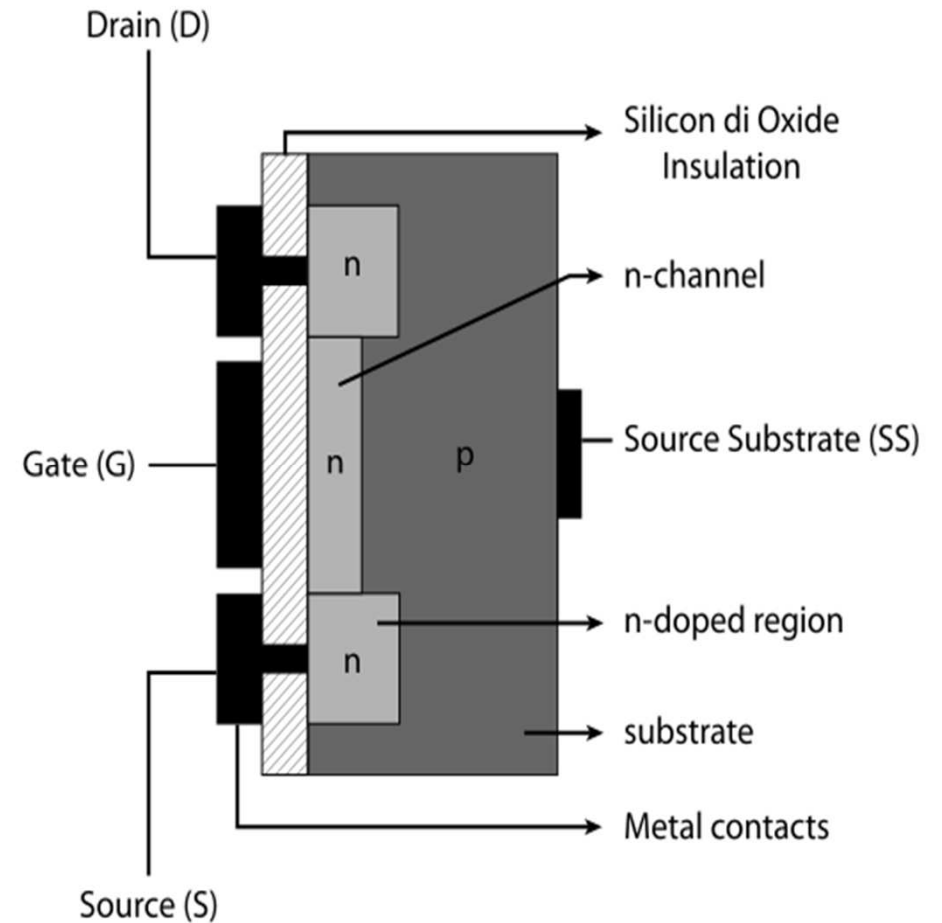 Drain (D)
Silicon di Oxide
Insulation
n
n-channel
Source Substrate (SS)
Gate (G)
n
p
n-doped region
n
substrate
Metal contacts
Source (S)